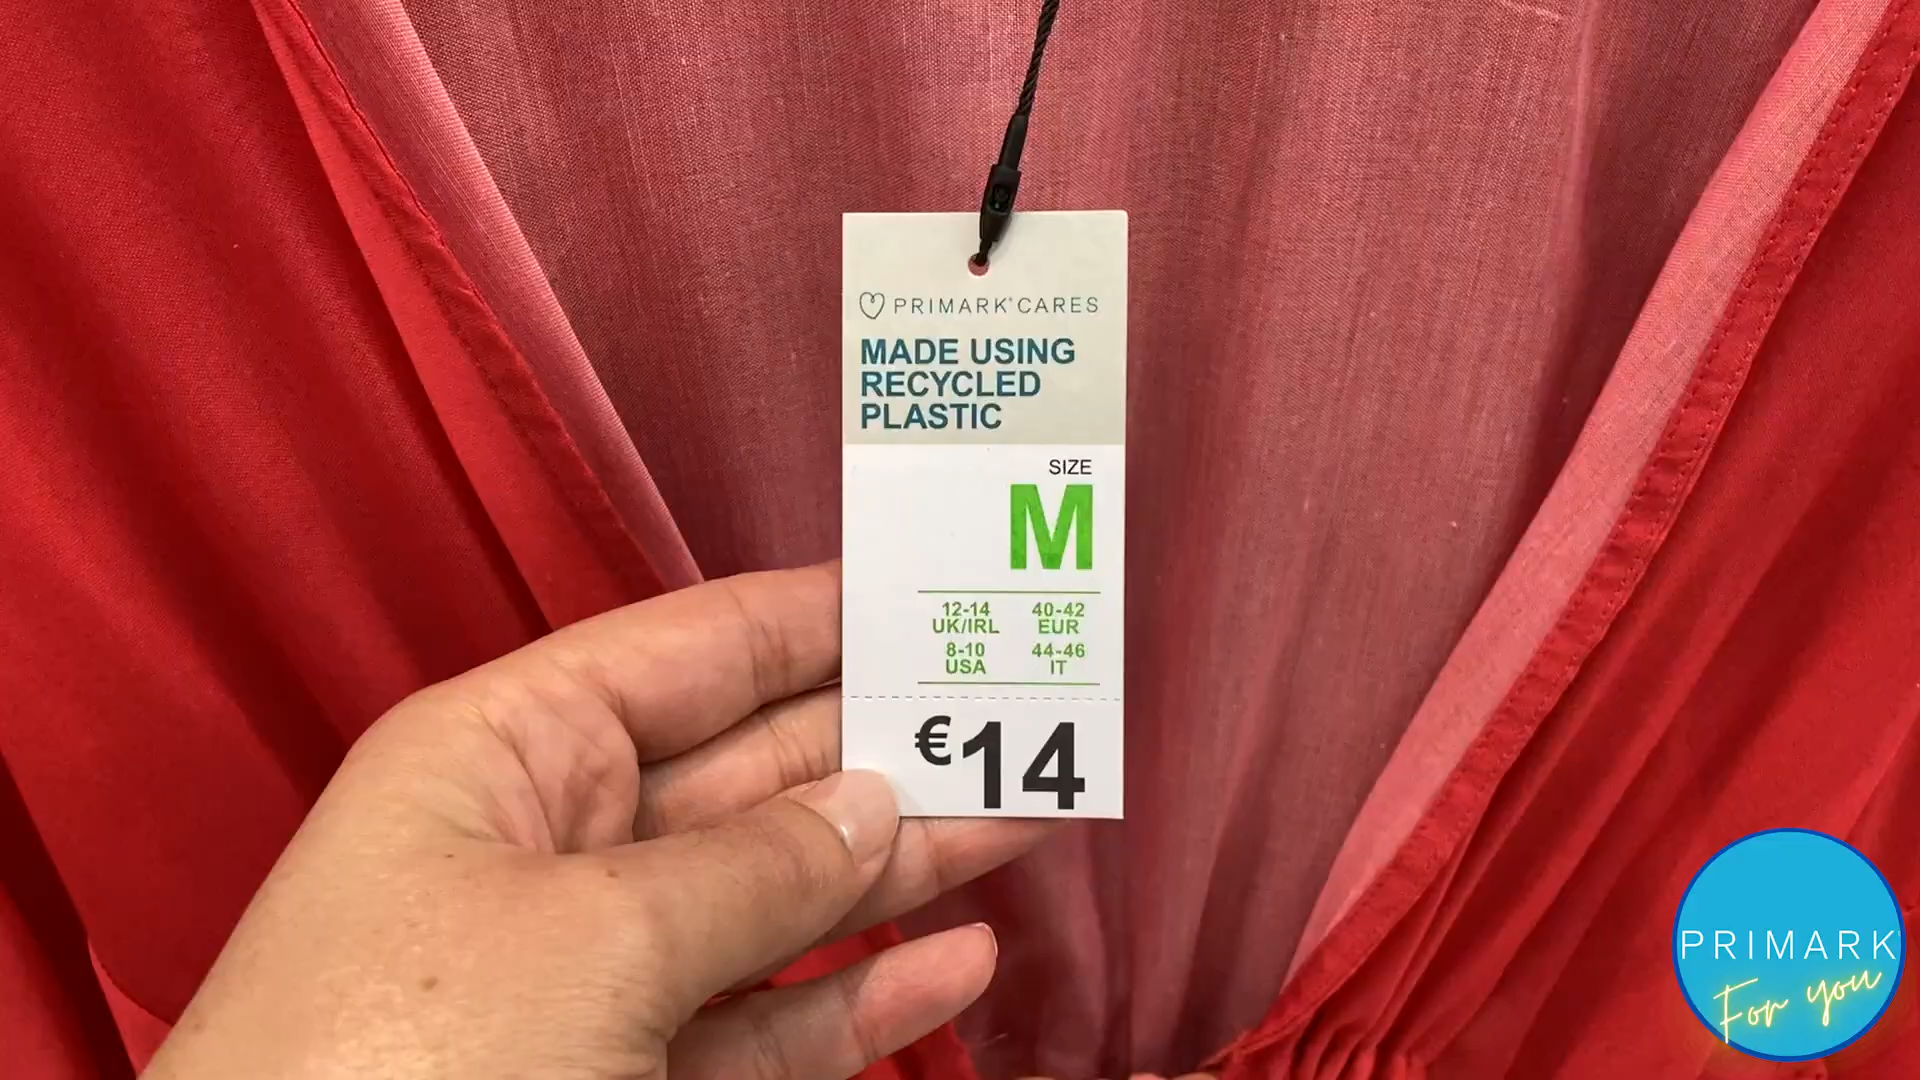 PRIMARK® CARES
MADE USING
RECYCLED
PLASTIC
SIZE
M
12-14
UK/IRL
40-42
EUR
8-10
USA
44-46
IT
€14
PRIMARK
For you